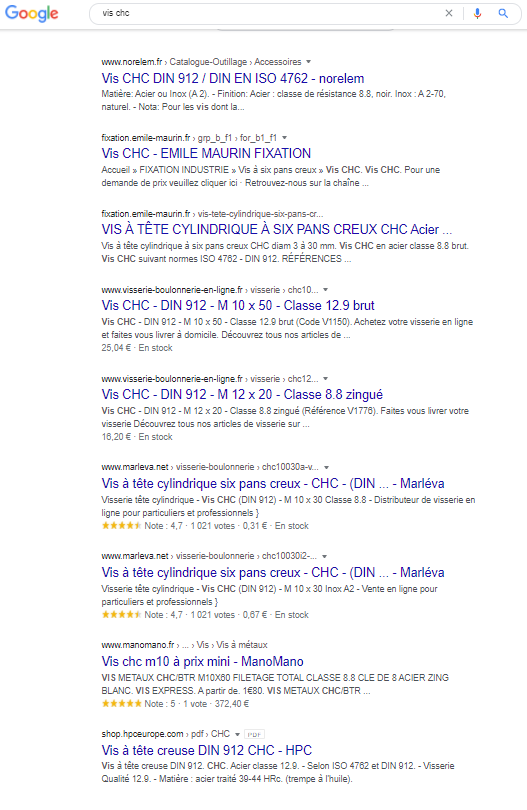 Google
vis chc
www.norelem.fr › Catalogue-Outillage › Accessoires
Vis CHC DIN 912 / DIN EN ISO 4762 - norelem
Matière: Acier ou Inox (A 2). - Finition: Acier : classe de résistance 8.8, noir. Inox : A 2-70,
naturel. - Nota: Pour les vis dont la...
fixation.emile-maurin.fr › grp_b_f1 › for_b1_f1
Vis CHC - EMILE MAURIN FIXATION
Accueil » FIXATION INDUSTRIE » Vis à six pans creux » Vis CHC. Vis CHC. Pour une
demande de prix veuillez cliquer ici · Retrouvez-nous sur la chaîne ...
fixation.emile-maurin.fr › vis-tete-cylindrique-six-pans-cr...
VIS À TÊTE CYLINDRIQUE À SIX PANS CREUX CHC Acier ...
Vis à tête cylindrique à six pans creux CHC diam 3 à 30 mm. Vis CHC en acier classe 8.8 brut.
Vis CHC suivant normes ISO 4762 - DIN 912. RÉFÉRENCES ...
www.visserie-boulonnerie-en-ligne.fr › visserie › chc10...
Vis CHC - DIN 912 - M 10 x 50 - Classe 12.9 brut
Vis CHC - DIN 912 - M 10 x 50 - Classe 12.9 brut (Code V1150). Achetez votre visserie en ligne
et faites vous livrer à domicile. Découvrez tous nos articles de ...
25,04 € · En stock
www.visserie-boulonnerie-en-ligne.fr › visserie › chc12...
Vis CHC - DIN 912 - M 12 x 20 - Classe 8.8 zingué
Vis CHC - DIN 912 - M 12 x 20 - Classe 8.8 zingué (Référence V1776). Faites vous livrer votre
visserie Découvrez tous nos articles de visserie sur ...
16,20 € · En stock
www.marleva.net › visserie-boulonnerie › chc10030a-v...
Vis à tête cylindrique six pans creux - CHC - (DIN ... - Marléva
Visserie tête cylindrique - Vis CHC (DIN 912) - M 10 x 30 Classe 8.8 - Distributeur de visserie en
ligne pour particuliers et professionnels }
Note : 4,7 · 1 021 votes · 0,31 € · En stock
www.marleva.net › visserie-boulonnerie › chc10030i2-...
Vis à tête cylindrique six pans creux - CHC - (DIN ... - Marléva
Visserie tête cylindrique - Vis CHC (DIN 912) - M 10 x 30 Inox A2 - Vente en ligne pour
particuliers et professionnels }
Note : 4,7 · 1 021 votes · 0,67 € · En stock
www.manomano.fr › ... › Vis › Vis à métaux
Vis chc m10 à prix mini - ManoMano
VIS METAUX CHC/BTR M10X60 FILETAGE TOTAL CLASSE 8.8 CLE DE 8 ACIER ZING
BLANC. VIS EXPRESS. A partir de. 1€80. VIS METAUX CHC/BTR ...
Note : 5 · 1 vote · 372,40 €
shop.hpceurope.com › pdf › CHC PDF
Vis à tête creuse DIN 912 CHC - HPC
Vis à tête creuse DIN 912. CHC. Acier classe 12.9. - Selon ISO 4762 et DIN 912. - Visserie
Qualité 12.9. - Matière : acier traité 39-44 HRc. (trempe à l'huile).